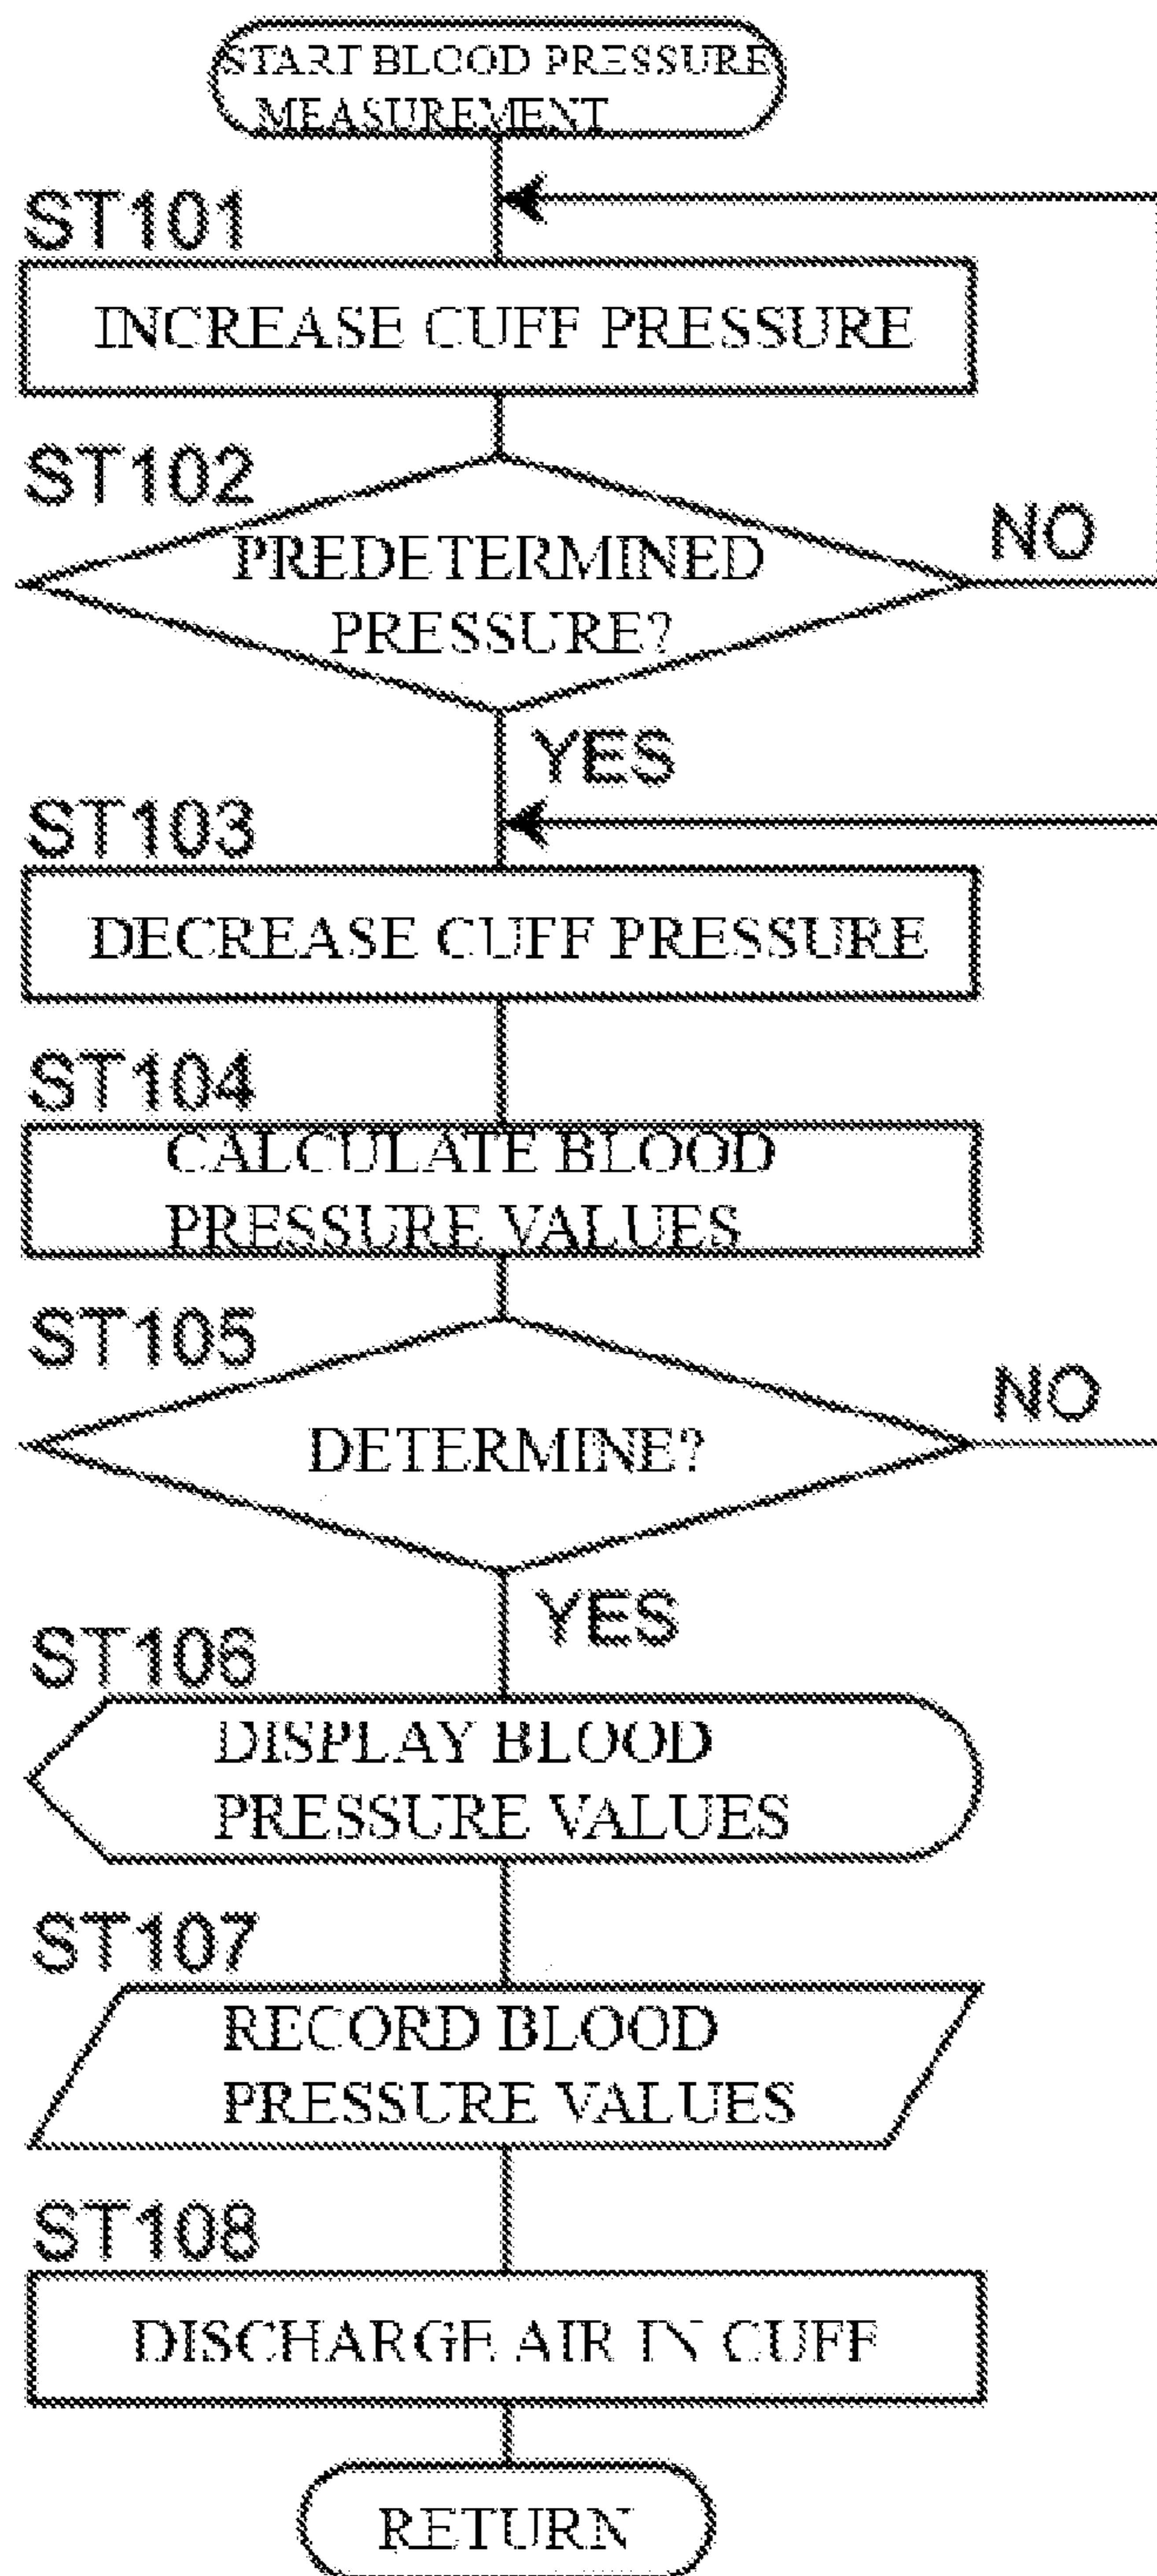 START BLOOD PRESSURE
MEASUREMENT
ST101
INCREASE CUFF PRESSURE
ST102
PREDETERMINED
PRESSURE?
NO
YES
ST103
DECREASE CUFF PRESSURE
ST104
CALCULATE BLOOD
PRESSURE VALUES
ST105
DETERMINE?
NO
YES
ST106
DISPLAY BLOOD
PRESSURE VALUES
ST107
RECORD BLOOD
PRESSURE VALUES
ST108
DISCHARGE AIR IN CUFF
RETURN